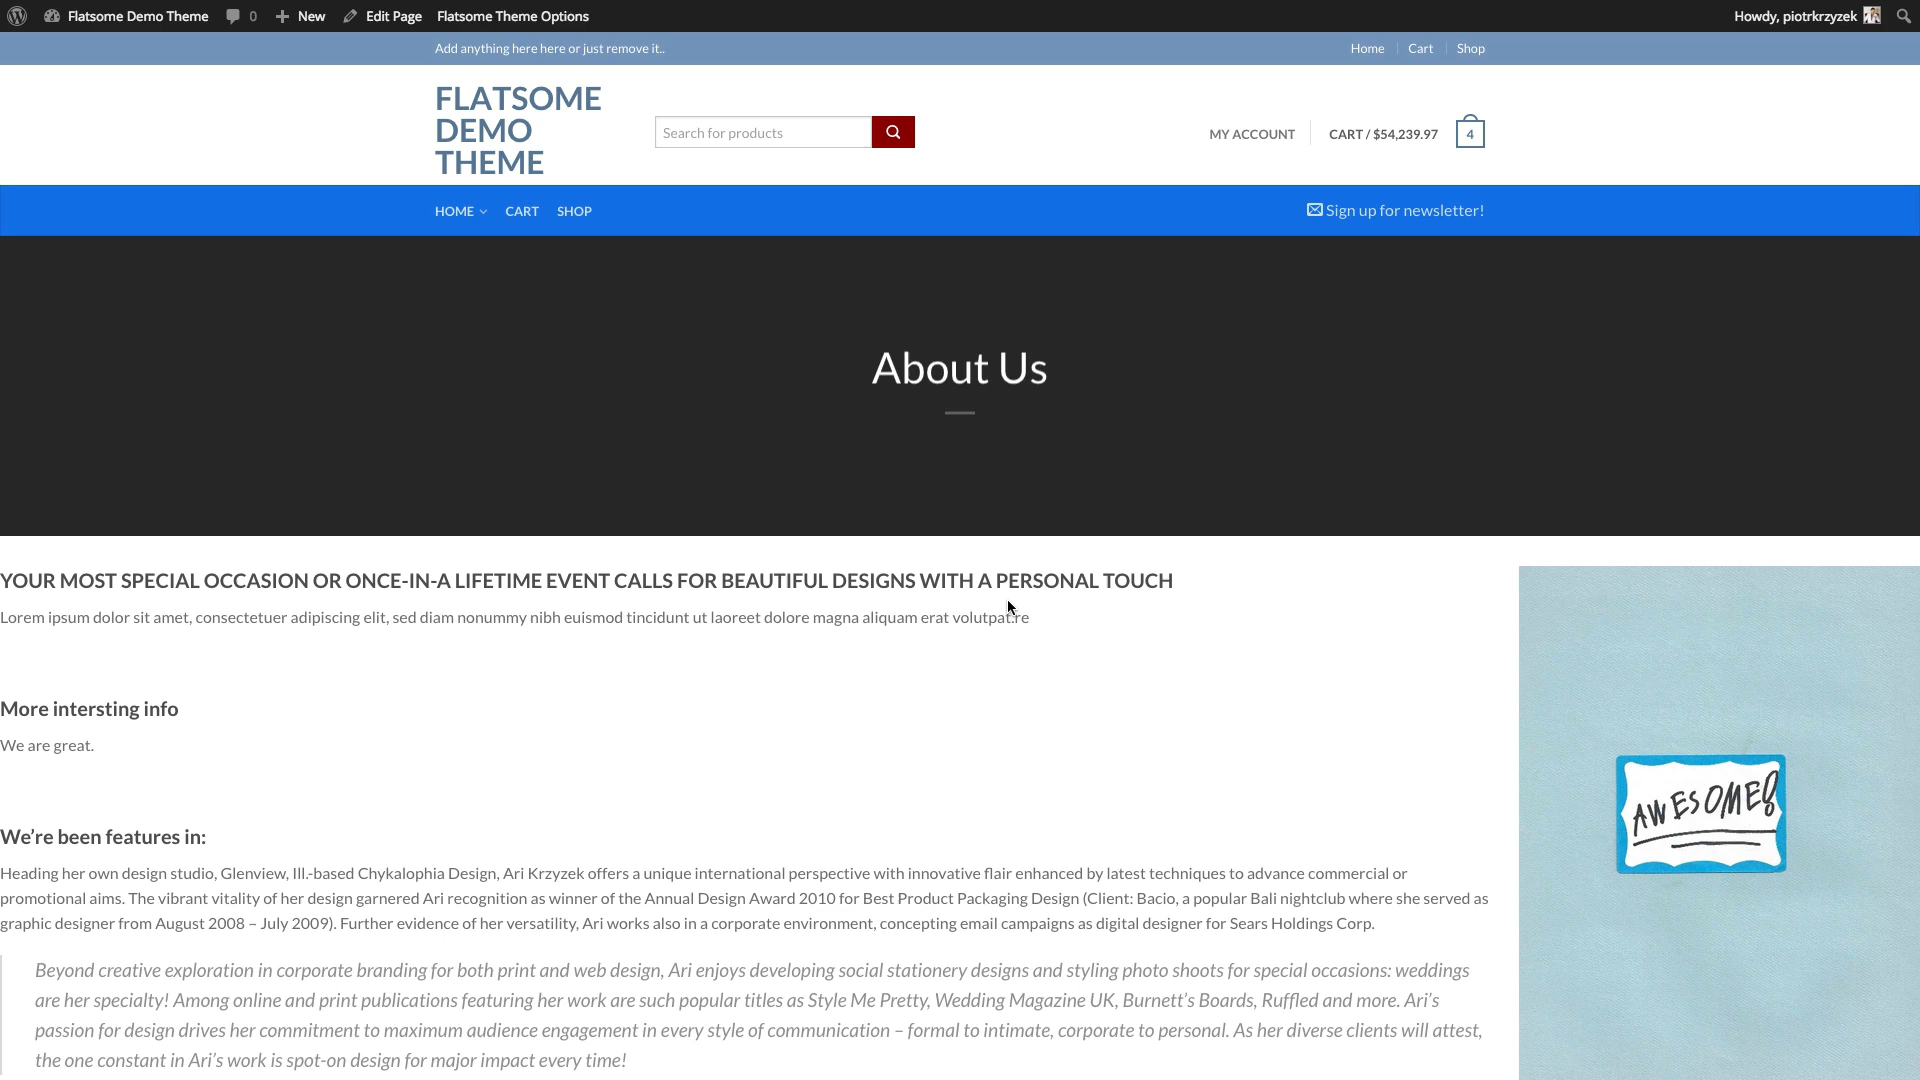 Flatsome Demo Theme 0 New Edit Page Flatsome Theme Options Howdy, piotrkrzyzek
Add anything here here or just remove it.. Home Cart Shop
FLATSOME
DEMO
THEME
Search for products
MY ACCOUNT CART / $54,239.97 4
HOME CART SHOP Sign up for newsletter!
About Us
YOUR MOST SPECIAL OCCASION OR ONCE-IN-A LIFETIME EVENT CALLS FOR BEAUTIFUL DESIGNS WITH A PERSONAL TOUCH
Lorem ipsum dolor sit amet, consectetuer adipiscing elit, sed diam nonummy nibh euismod tincidunt ut laoreet dolore magna aliquam erat volutpat.re
More intersting info
We are great.
AWESOME!
We’re been features in:
Heading her own design studio, Glenview, Ill.-based Chykalophia Design, Ari Krzyzek offers a unique international perspective with innovative flair enhanced by latest techniques to advance commercial or
promotional aims. The vibrant vitality of her design garnered Ari recognition as winner of the Annual Design Award 2010 for Best Product Packaging Design (Client: Bacio, a popular Bali nightclub where she served as
graphic designer from August 2008 – July 2009). Further evidence of her versatility, Ari works also in a corporate environment, concepting email campaigns as digital designer for Sears Holdings Corp.
Beyond creative exploration in corporate branding for both print and web design, Ari enjoys developing social stationery designs and styling photo shoots for special occasions: weddings
are her specialty! Among online and print publications featuring her work are such popular titles as Style Me Pretty, Wedding Magazine UK, Burnett’s Boards, Ruffled and more. Ari’s
passion for design drives her commitment to maximum audience engagement in every style of communication – formal to intimate, corporate to personal. As her diverse clients will attest,
the one constant in Ari’s work is spot-on design for major impact every time!